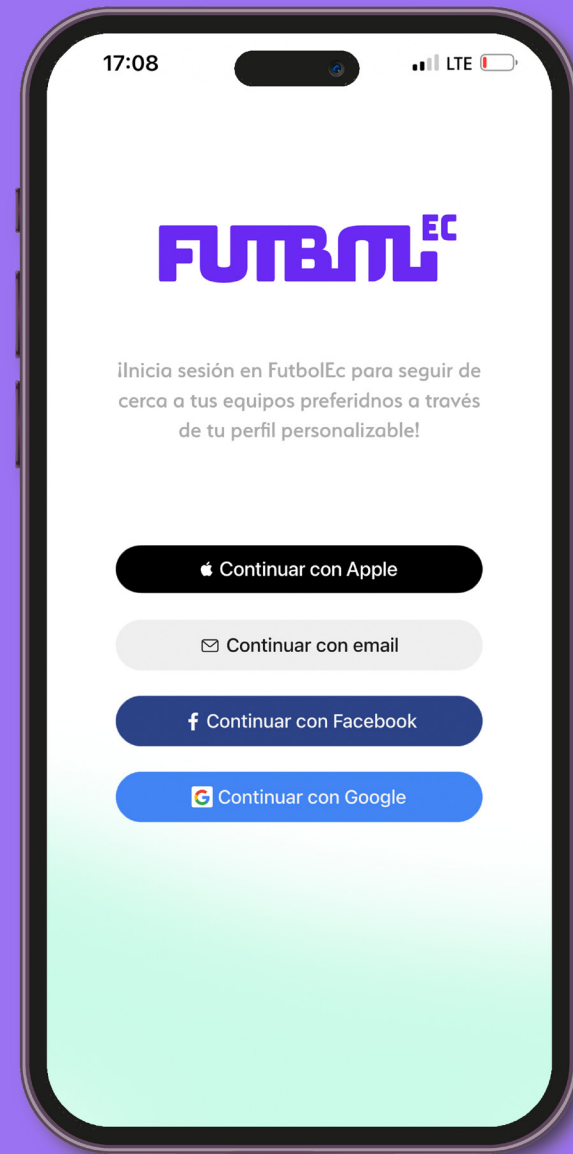 17:08 LTE
FUTBOL EC
¡Inicia sesión en FutbolEc para seguir de
cerca a tus equipos preferidnos a través
de tu perfil personalizable!
Continuar con Apple
Continuar con email
f Continuar con Facebook
G Continuar con Google